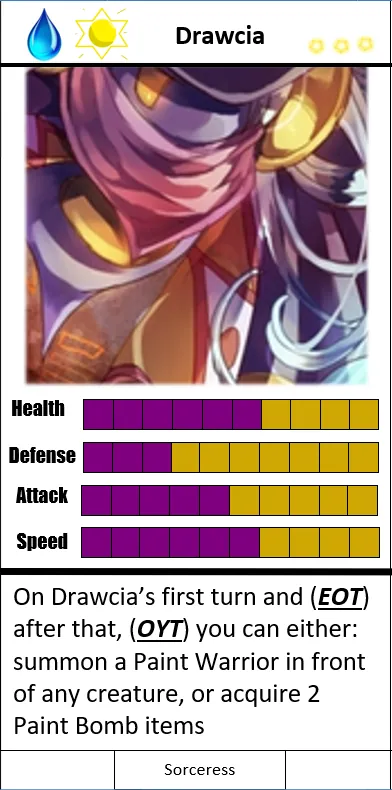 Drawcia
Health
Defense
Attack
Speed
On Drawcia's first turn and (EOT)
after that, (OYT) you can either:
summon a Paint Warrior in front
of any creature, or acquire 2
Paint Bomb items
Sorceress